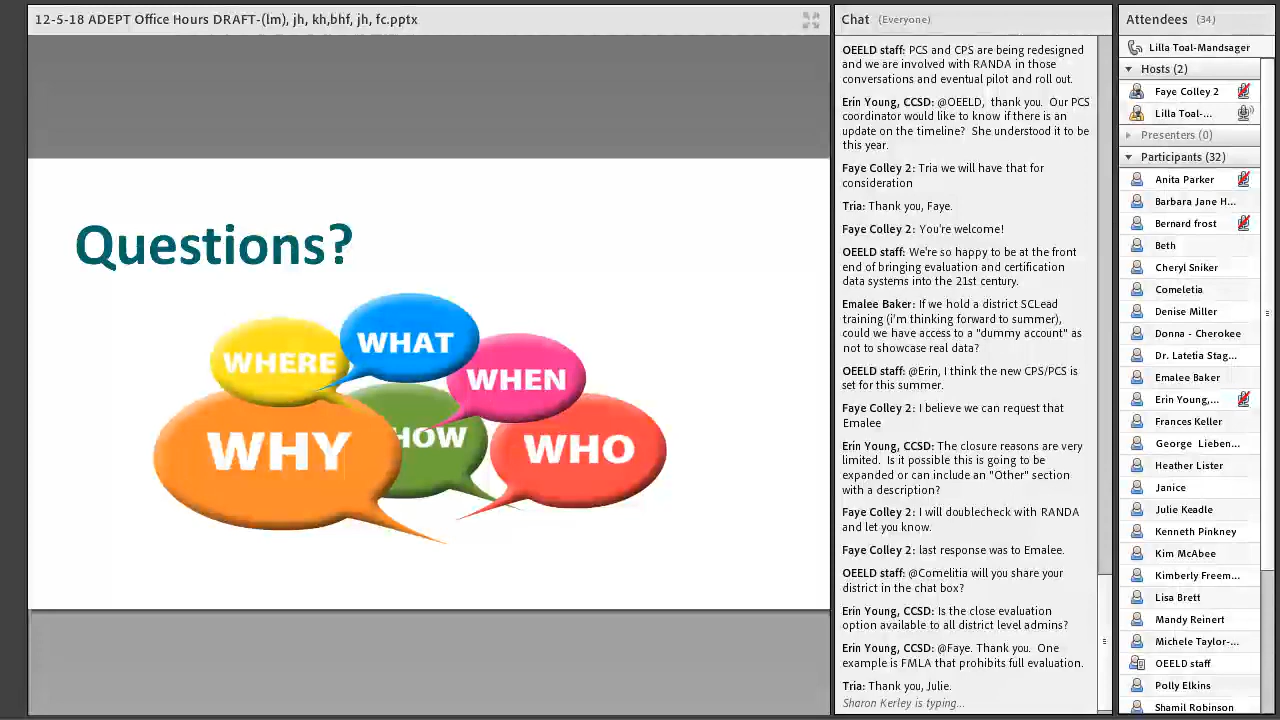 12-5-18 ADEPT Office Hours DRAFT-(lm), jh, kh,bhf, jh, fc.pptx
Questions?
WHERE
WHAT
WHEN
WHY
HOW
WHO
Chat (Everyone)
OEELD staff: PCS and CPS are being redesigned
and we are involved with RANDA in those
conversations and eventual pilot and roll out.
Erin Young, CCSD: @OEELD, thank you. Our PCS
coordinator would like to know if there is an
update on the timeline? She understood it to be
this year.
Faye Colley 2: Tria we will have that for
consideration
Tria: Thank you, Faye.
Faye Colley 2: You're welcome!
OEELD staff: We're so happy to be at the front
end of bringing evaluation and certification
data systems into the 21st century.
Emalee Baker: If we hold a district SCLead
training (i'm thinking forward to summer),
could we have access to a "dummy account" as
not to showcase real data?
OEELD staff: @Erin, I think the new CPS/PCS is
set for this summer.
Faye Colley 2: I believe we can request that
Emalee
Erin Young, CCSD: The closure reasons are very
limited. Is it possible this is going to be
expanded or can include an "Other" section
with a description?
Faye Colley 2: I will doublecheck with RANDA
and let you know.
Faye Colley 2: last response was to Emalee.
OEELD staff: @Comelitia will you share your
district in the chat box?
Erin Young, CCSD: Is the close evaluation
option available to all district level admins?
Erin Young, CCSD: @Faye. Thank you. One
example is FMLA that prohibits full evaluation.
Tria: Thank you, Julie.
Sharon Kerley is typing...
Attendees (34)
Lilla Toal-Mandsager
Hosts (2)
Faye Colley 2
Lilla Toal-...
Presenters (0)
Participants (32)
Anita Parker
Barbara Jane H...
Bernard frost
Beth
Cheryl Sniker
Comeletia
Denise Miller
Donna - Cherokee
Dr. Latetia Stag...
Emalee Baker
Erin Young,...
Frances Keller
George Lieben...
Heather Lister
Janice
Julie Keadle
Kenneth Pinkney
Kim McAbee
Kimberly Freem...
Lisa Brett
Mandy Reinert
Michele Taylor-...
OEELD staff
Polly Elkins
Shamil Robinson